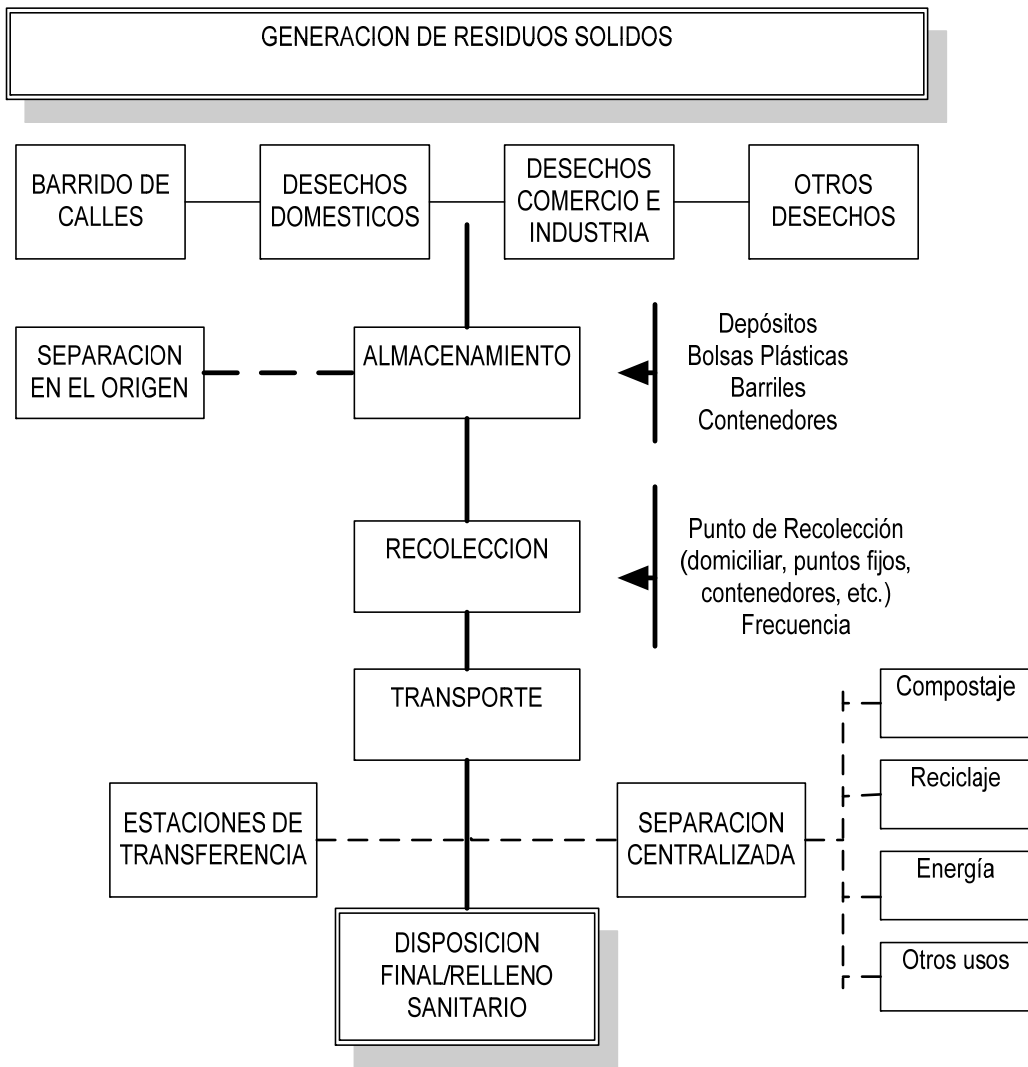 GENERACION DE RESIDUOS SOLIDOS
BARRIDO DE
CALLES
DESECHOS
DOMESTICOS
DESECHOS
COMERCIO E
INDUSTRIA
OTROS
DESECHOS
SEPARACION
EN EL ORIGEN
ALMACENAMIENTO
Depósitos
Bolsas Plásticas
Barriles
Contenedores
RECOLECCION
Punto de Recolección
(domiciliar, puntos fijos,
contenedores, etc.)
Frecuencia
TRANSPORTE
ESTACIONES DE
TRANSFERENCIA
SEPARACION
CENTRALIZADA
Compostaje
Reciclaje
Energía
Otros usos
DISPOSICION
FINAL/RELLENO
SANITARIO